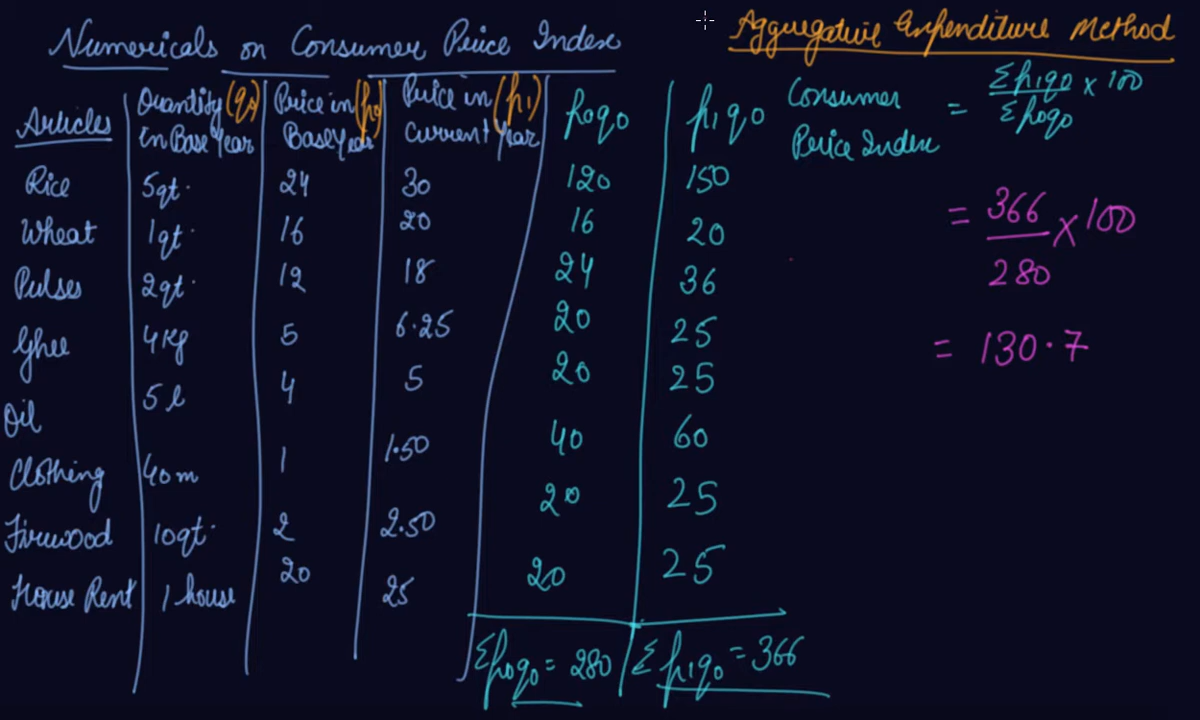 Numericals on Consumer Price Index
Aggregative Expenditure Method
Articles | Quantity (q0) In Base Year | Price in (p0) Base Year | Price in (p1) Current Year | p0q0 | p1q0
Rice | 5qt. | 24 | 30 | 120 | 150
Wheat | 1qt. | 16 | 20 | 16 | 20
Pulses | 2qt. | 12 | 18 | 24 | 36
Ghee | 4Kg | 5 | 6.25 | 20 | 25
Oil | 5 l | 4 | 5 | 20 | 25
Clothing | 40m | 1 | 1.50 | 40 | 60
Firewood | 10qt. | 2 | 2.50 | 20 | 25
House Rent | 1 house | 20 | 25 | 20 | 25
Σp0q0 = 280 | Σp1q0 = 366
Consumer Price Index = Σp1q0 / Σp0q0 × 100
= 366 / 280 × 100
= 130.7